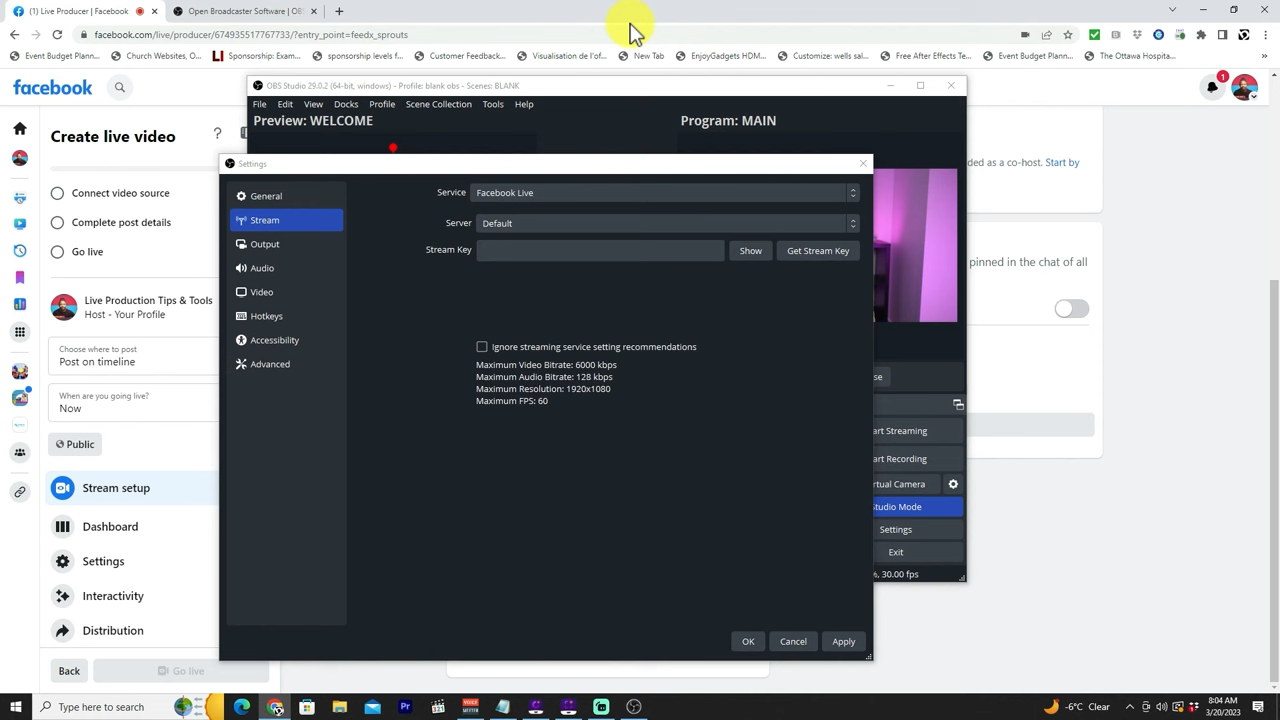 (1) Live Producer | Facebook
Open Broadcaster Software | OBS
facebook.com/live/producer/674935517767733/?entry_point=feedx_sprouts
Event Budget Plann...
Church Websites, O...
Sponsorship: Exam...
sponsorship levels f...
Customer Feedback...
Visualisation de l'of...
New Tab
EnjoyGadgets HDM...
Customize: wells sal...
Free After Effects Te...
Event Budget Plann...
The Ottawa Hospita...
»
facebook
1
Create live video
?
Connect video source
Complete post details
Go live
Live Production Tips & Tools
Host - Your Profile
Choose where to post
Post on timeline
When are you going live?
Now
Public
Stream setup
Dashboard
Settings
Interactivity
Distribution
Back
Go live
OBS Studio 29.0.2 (64-bit, windows) - Profile: blank obs - Scenes: BLANK
File Edit View Docks Profile Scene Collection Tools Help
Preview: WELCOME
Program: MAIN
Settings
General
Stream
Output
Audio
Video
Hotkeys
Accessibility
Advanced
Service
Facebook Live
Server
Default
Stream Key
Show
Get Stream Key
Ignore streaming service setting recommendations
Maximum Video Bitrate: 6000 kbps
Maximum Audio Bitrate: 128 kbps
Maximum Resolution: 1920x1080
Maximum FPS: 60
OK
Cancel
Apply
se
art Streaming
art Recording
rtual Camera
Studio Mode
Settings
Exit
%, 30.00 fps
ded as a co-host. Start by
pinned in the chat of all
Type here to search
Pr
-6°C Clear
8:04 AM
3/20/2023